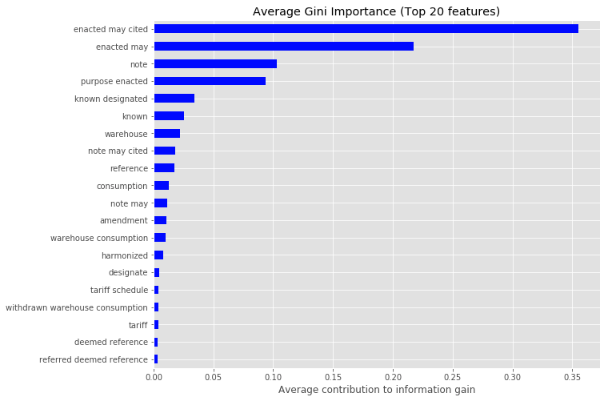 Average Gini Importance (Top 20 features)
enacted may cited
enacted may
note
purpose enacted
known designated
known
warehouse
note may cited
reference
consumption
note may
amendment
warehouse consumption
harmonized
designate
tariff schedule
withdrawn warehouse consumption
tariff
deemed reference
referred deemed reference
0.00 0.05 0.10 0.15 0.20 0.25 0.30 0.35
Average contribution to information gain